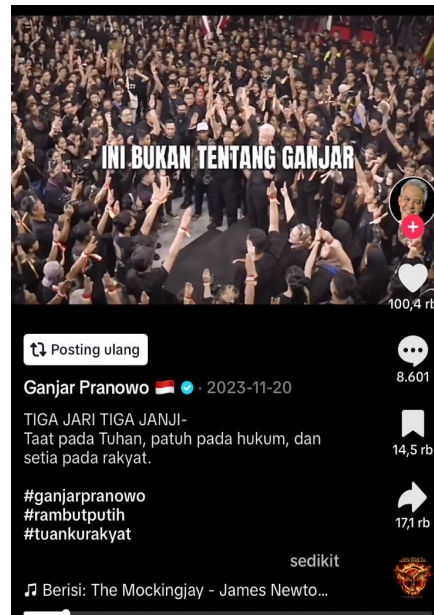 INI BUKAN TENTANG GANJAR
100,4 rb
Posting ulang
Ganjar Pranowo · 2023-11-20
8.601
TIGA JARI TIGA JANJI-
Taat pada Tuhan, patuh pada hukum, dan
setia pada rakyat.
14,5 rb
#ganjarpranowo
#rambutputih
#tuankurakyat
17,1 rb
sedikit
Berisi: The Mockingjay - James Newto...